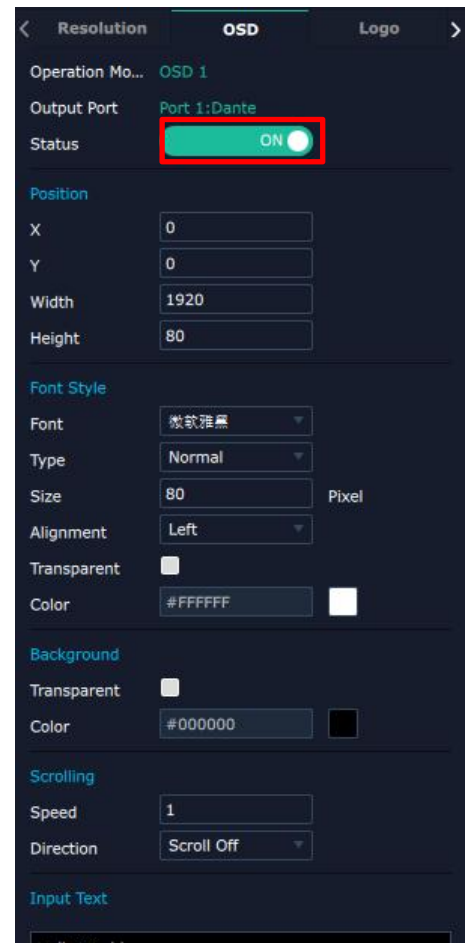 Resolution OSD Logo
Operation Mo... OSD 1
Output Port Port 1:Dante
Status ON
Position
X 0
Y 0
Width 1920
Height 80
Font Style
Font 微软雅黑
Type Normal
Size 80 Pixel
Alignment Left
Transparent
Color #FFFFFF
Background
Transparent
Color #000000
Scrolling
Speed 1
Direction Scroll Off
Input Text